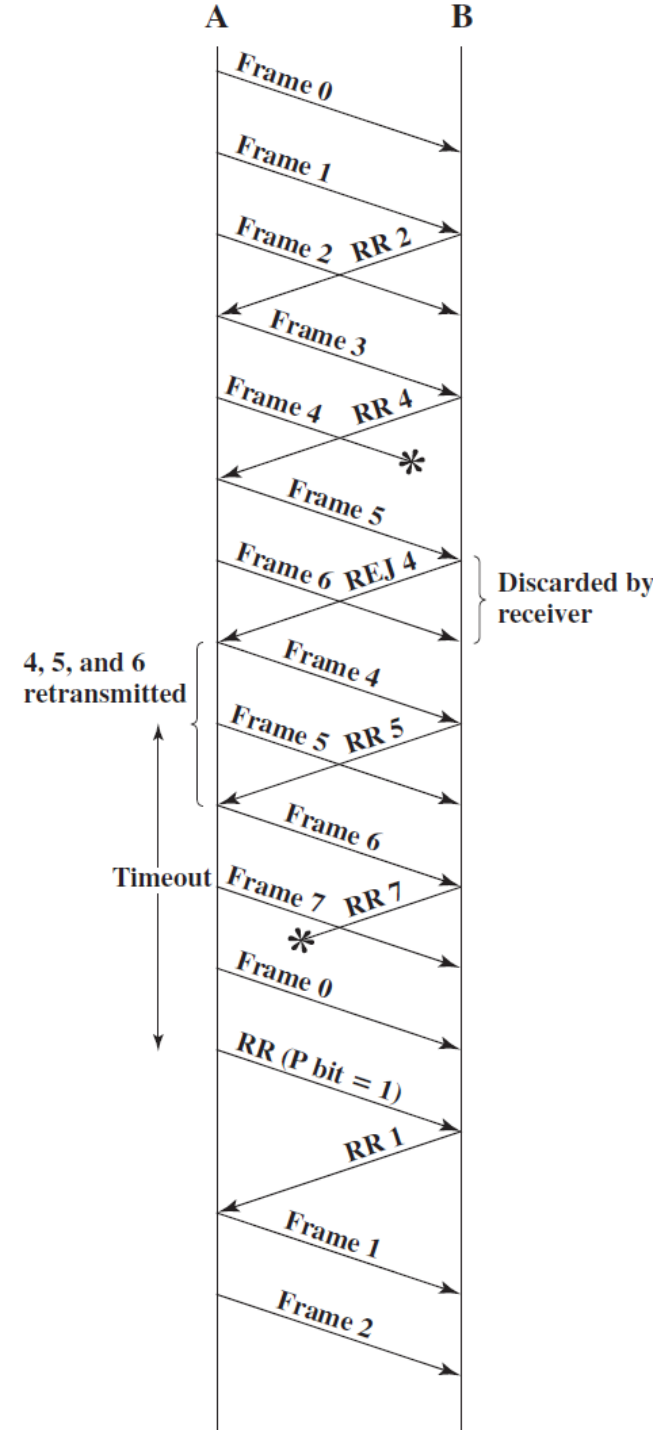 A
B
Frame 0
Frame 1
Frame 2
RR 2
Frame 3
Frame 4
RR 4
*
Frame 5
Frame 6
REJ 4
Discarded by
receiver
4, 5, and 6
retransmitted
Frame 4
Frame 5
RR 5
Frame 6
Timeout
Frame 7
RR 7
*
Frame 0
RR (P bit = 1)
RR 1
Frame 1
Frame 2